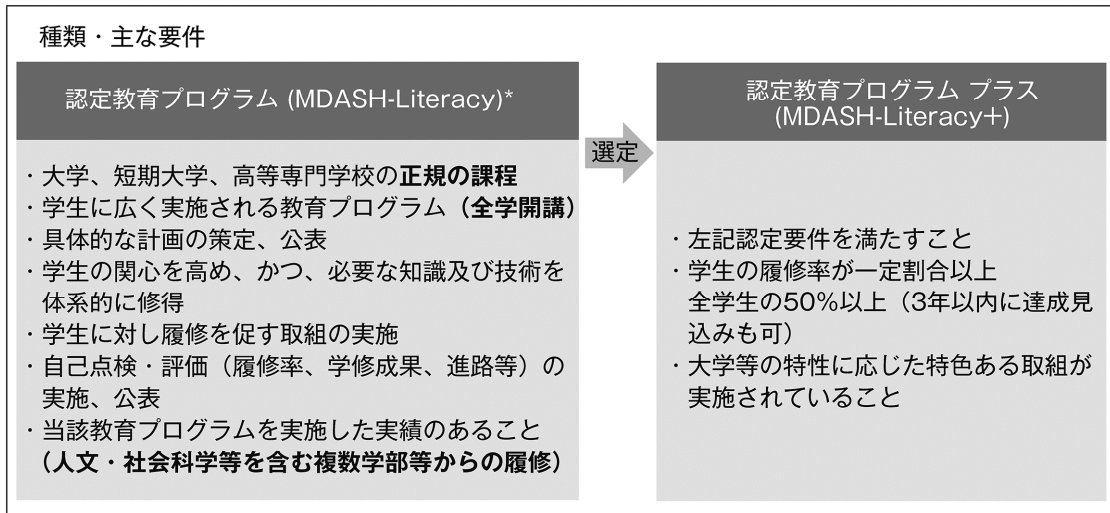 種類・主な要件
認定教育プログラム (MDASH-Literacy)*
・大学、短期大学、高等専門学校の正規の課程
・学生に広く実施される教育プログラム（全学開講）
・具体的な計画の策定、公表
・学生の関心を高め、かつ、必要な知識及び技術を
体系的に修得
・学生に対し履修を促す取組の実施
・自己点検・評価（履修率、学修成果、進路等）の
実施、公表
・当該教育プログラムを実施した実績のあること
（人文・社会科学等を含む複数学部等からの履修）
選定
認定教育プログラム プラス
(MDASH-Literacy＋)
・左記認定要件を満たすこと
・学生の履修率が一定割合以上
全学生の50％以上（3年以内に達成見
込みも可）
・大学等の特性に応じた特色ある取組が
実施されていること